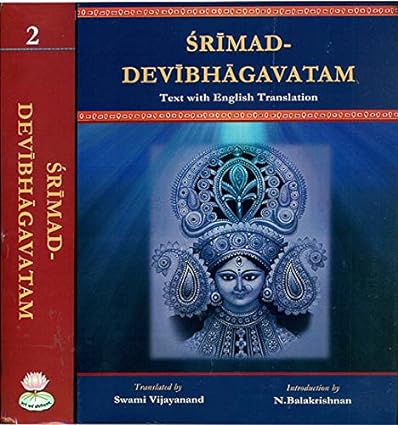 2
ŚRĪMAD-
DEVĪBHĀGAVATAM
ŚRĪMAD-
DEVĪBHĀGAVATAM
Text with English Translation
Translated by
Swami Vijayanand
Introduction by
N.Balakrishnan